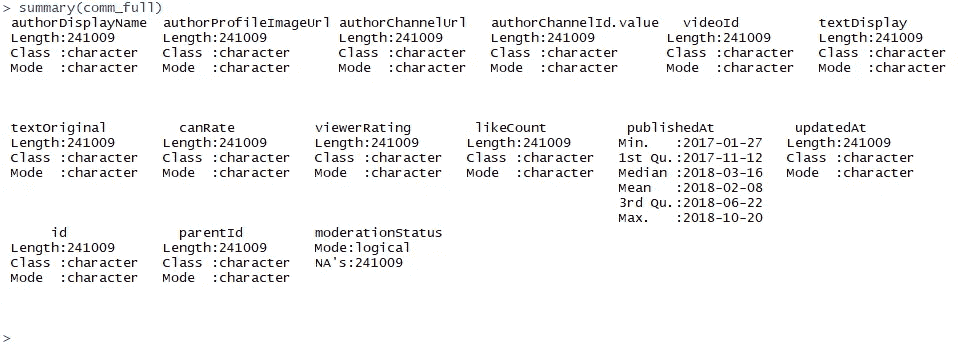 > summary(comm_full)
authorDisplayName authorProfileImageUrl authorChannelUrl authorChannelId.value videoId textDisplay
Length:241009 Length:241009 Length:241009 Length:241009 Length:241009 Length:241009
Class :character Class :character Class :character Class :character Class :character Class :character
Mode :character Mode :character Mode :character Mode :character Mode :character Mode :character
textOriginal canRate viewerRating likeCount publishedAt updatedAt
Length:241009 Length:241009 Length:241009 Length:241009 Min. :2017-01-27 Length:241009
Class :character Class :character Class :character Class :character 1st Qu.:2017-11-12 Class :character
Mode :character Mode :character Mode :character Mode :character Median :2018-03-16 Mode :character
Mean :2018-02-08
3rd Qu.:2018-06-22
Max. :2018-10-20
id parentId moderationStatus
Length:241009 Length:241009 Mode:logical
Class :character Class :character NA's:241009
Mode :character Mode :character
>